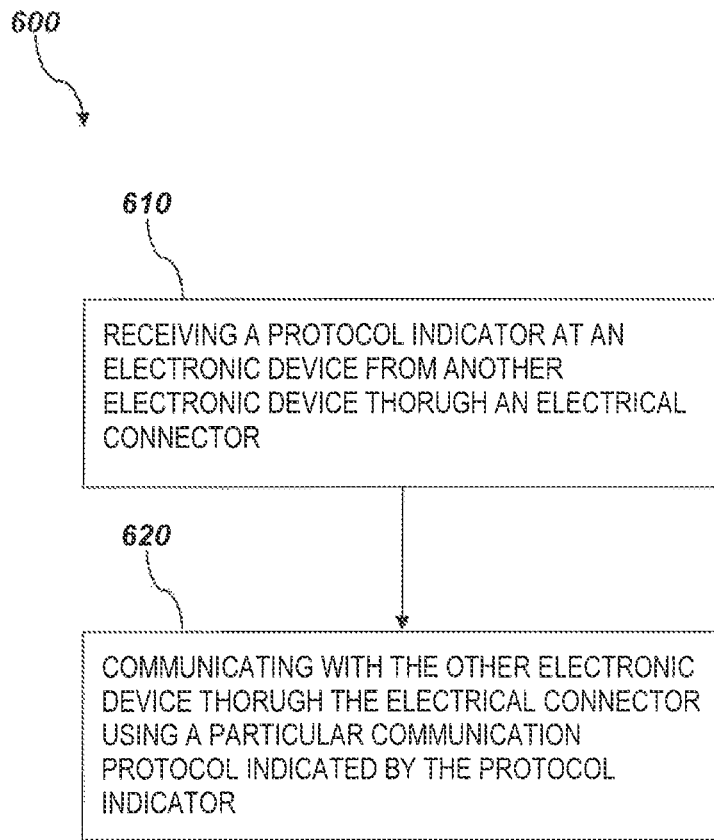 600
610
RECEIVING A PROTOCOL INDICATOR AT AN
ELECTRONIC DEVICE FROM ANOTHER
ELECTRONIC DEVICE THORUGH AN ELECTRICAL
CONNECTOR
620
COMMUNICATING WITH THE OTHER ELECTRONIC
DEVICE THORUGH THE ELECTRICAL CONNECTOR
USING A PARTICULAR COMMUNICATION
PROTOCOL INDICATED BY THE PROTOCOL
INDICATOR